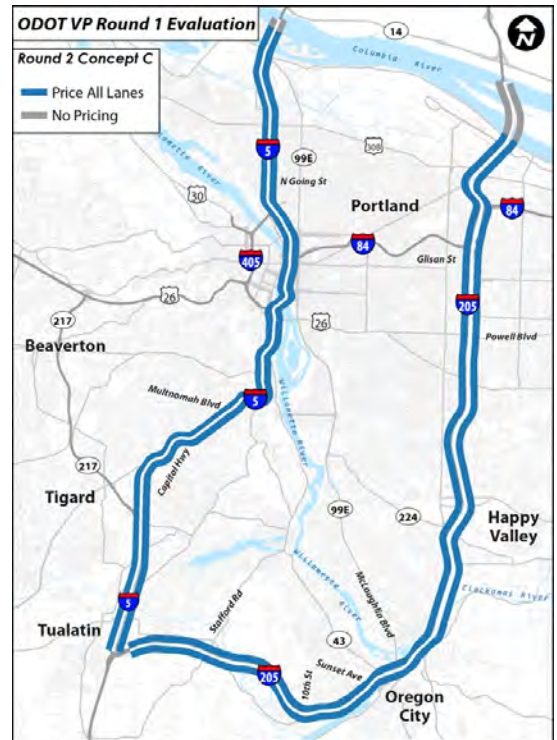 ODOT VP Round 1 Evaluation
Round 2 Concept C
Price All Lanes
No Pricing
N
14
Columbia River
5
99E
30B
N Going St
Willamette River
30
Portland
84
405
84
Glisan St
26
217
26
205
Beaverton
Powell Blvd
Multnomah Blvd
5
Willamette River
217
Capitol Hwy
99E
224
Tigard
Happy
Valley
Clackamas River
5
Willamette River
McLoughlin Blvd
Stafford Rd
Tualatin
43
205
10th St
Sunset Ave
Oregon
City